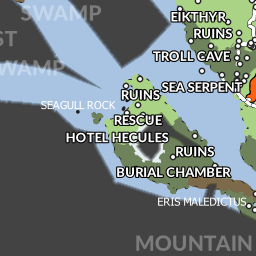 SWAMP
EIKTHYR
RUINS
ST
TROLL CAVE
WAMP
SEA SERPENT
RUINS
SEAGULL ROCK
RESCUE
HOTEL HECULES
RUINS
BURIAL CHAMBER
ERIS MALEDICTUS
MOUNTAIN